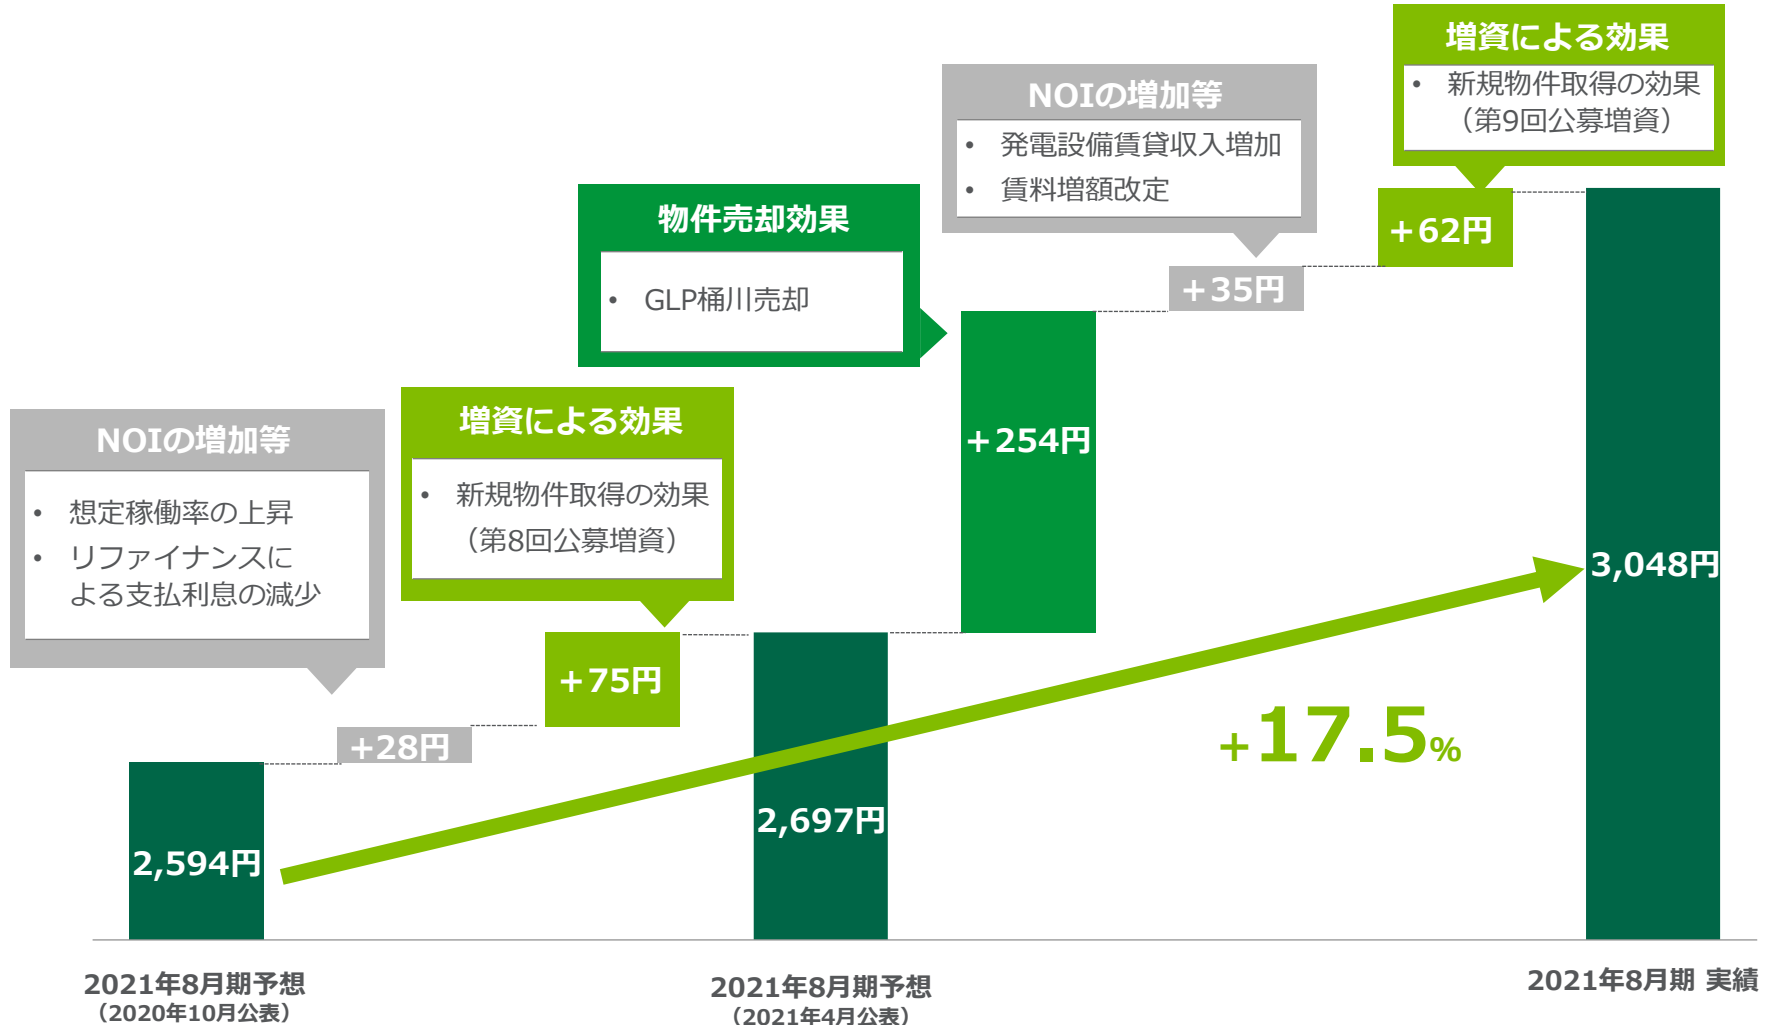 NOIの増加等
• 想定稼働率の上昇
• リファイナンスに
よる支払利息の減少
+28円
2,594円
2021年8月期予想
（2020年10月公表）
増資による効果
• 新規物件取得の効果
（第8回公募増資）
+75円
2,697円
2021年8月期予想
（2021年4月公表）
物件売却効果
• GLP桶川売却
+254円
NOIの増加等
• 発電設備賃貸収入増加
• 賃料増額改定
+35円
増資による効果
• 新規物件取得の効果
（第9回公募増資）
+62円
3,048円
+17.5%
2021年8月期 実績